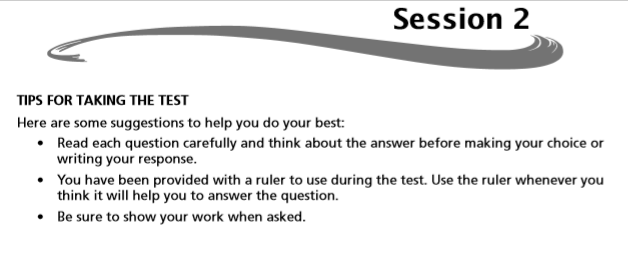 Session 2
TIPS FOR TAKING THE TEST
Here are some suggestions to help you do your best:
• Read each question carefully and think about the answer before making your choice or
writing your response.
• You have been provided with a ruler to use during the test. Use the ruler whenever you
think it will help you to answer the question.
• Be sure to show your work when asked.